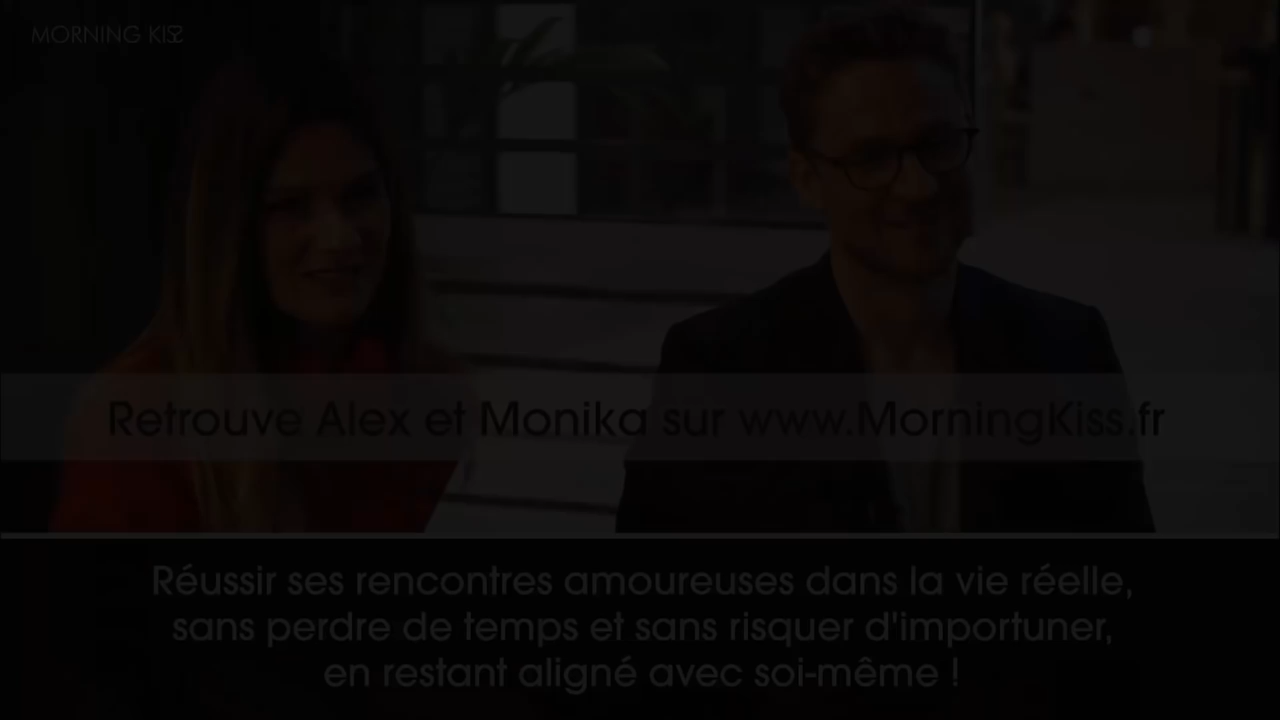 MORNING KISS
Retrouve Alex et Monika sur www.MorningKiss.fr
Réussir ses rencontres amoureuses dans la vie réelle,
sans perdre de temps et sans risquer d'importuner,
en restant aligné avec soi-même !